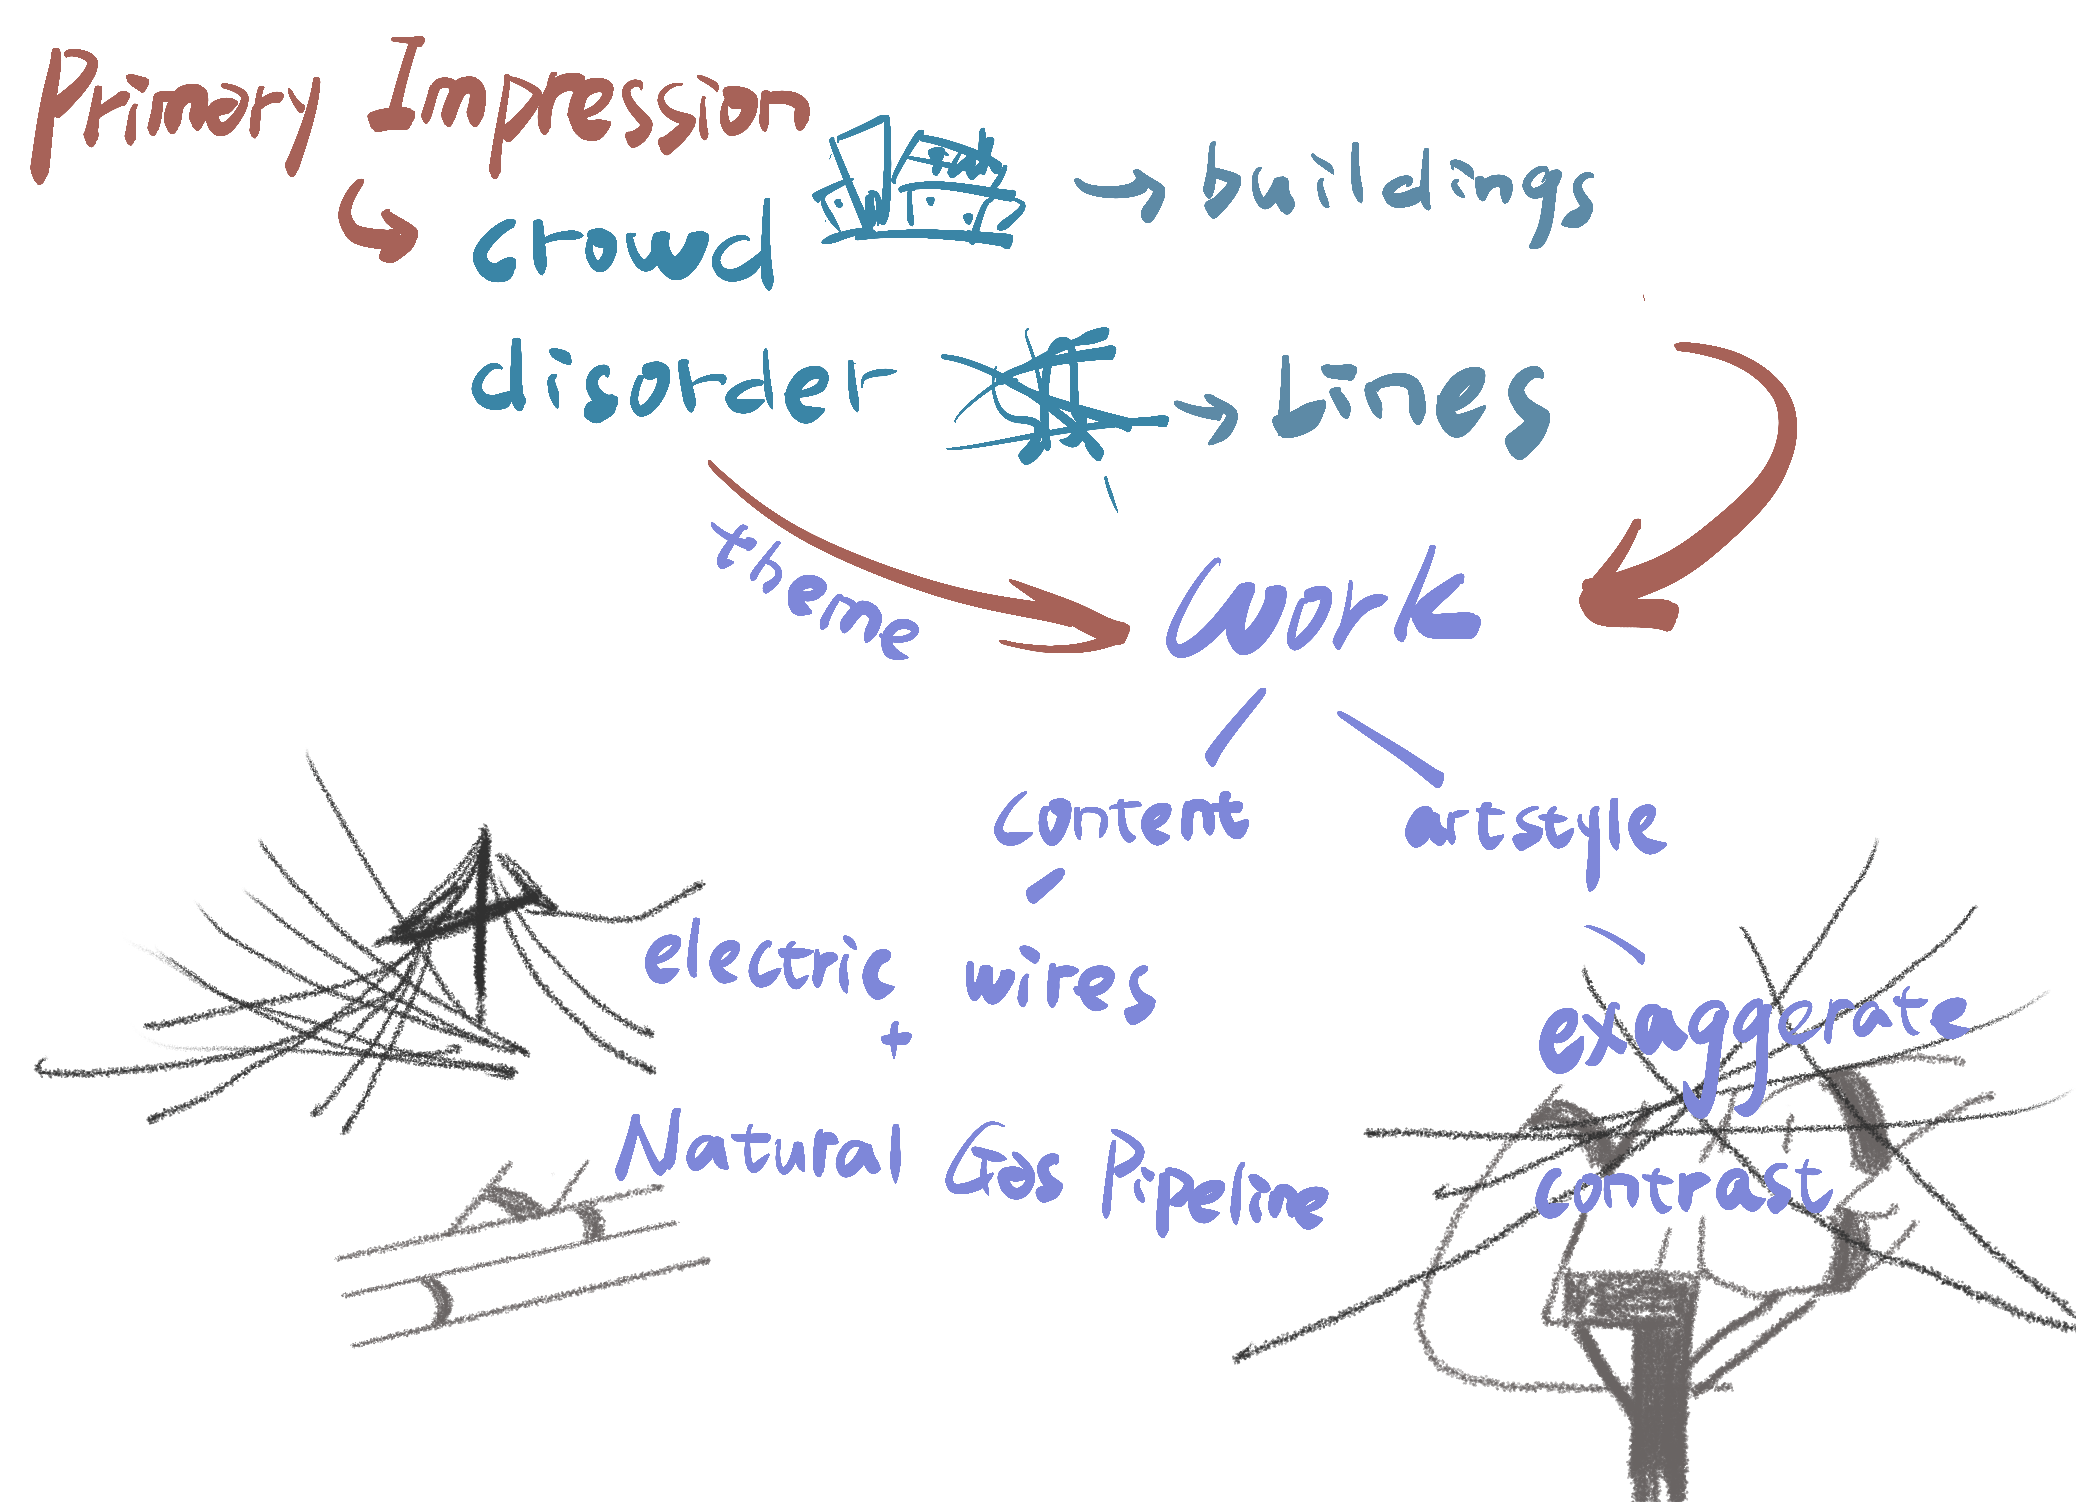 Primary Impression
crowd → buildings
disorder → Lines
theme
work
content artstyle
electric wires
+
Natural Gas Pipeline
exaggerate
contrast